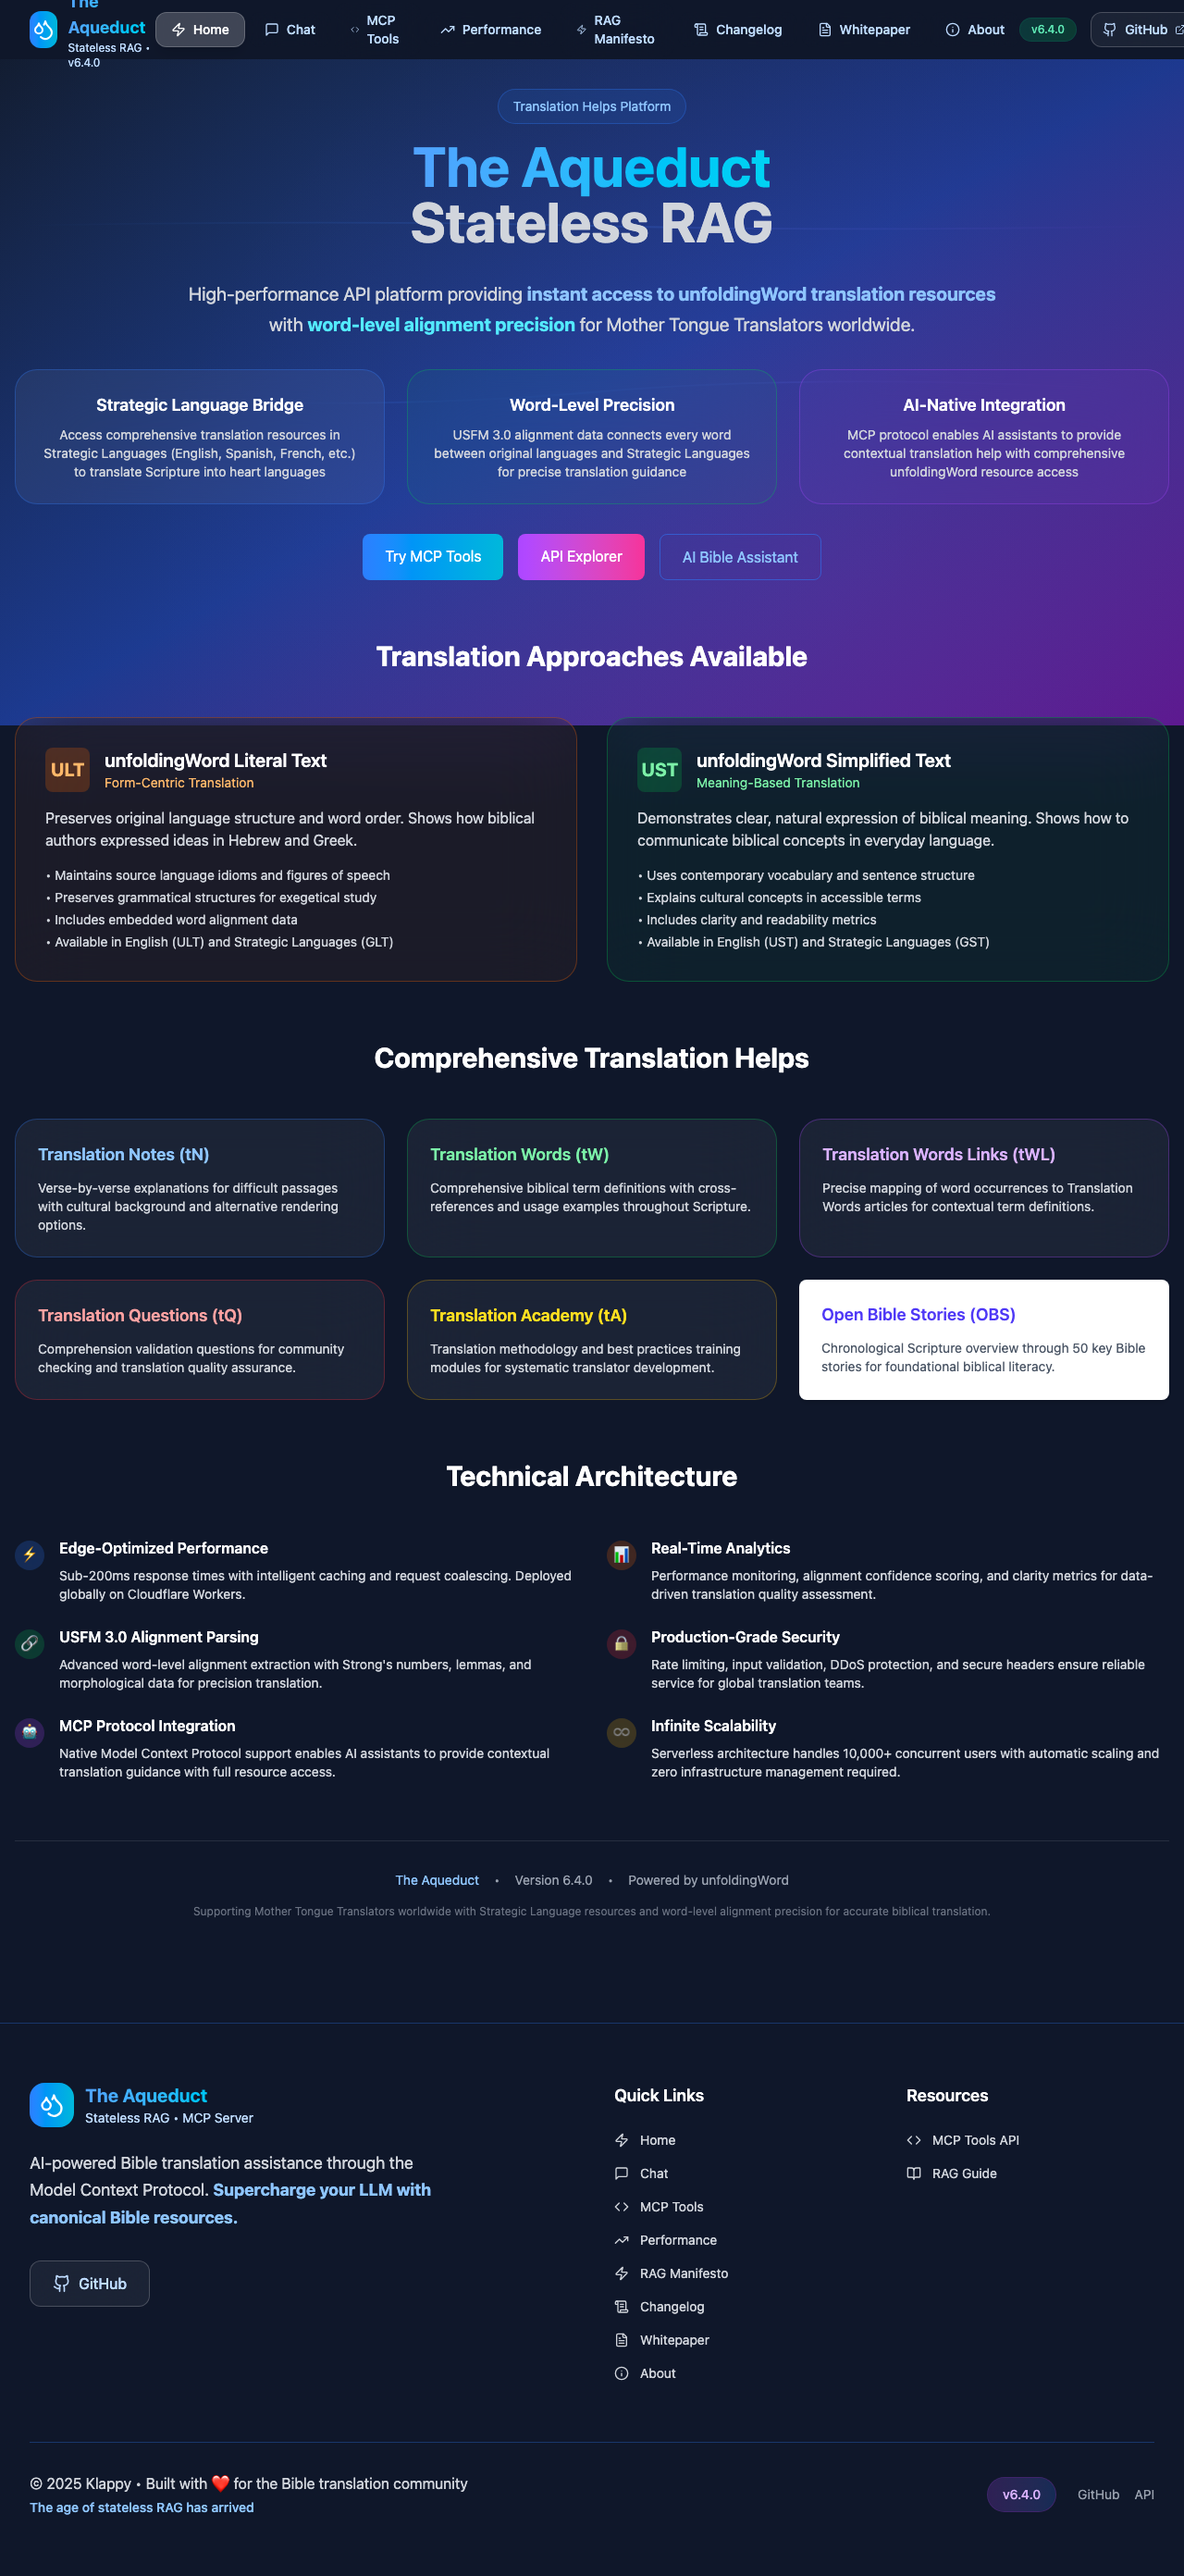 The
Aqueduct
Stateless RAG •
v6.4.0
Home
Chat
MCP
Tools
Performance
RAG
Manifesto
Changelog
Whitepaper
About
v6.4.0
GitHub
Translation Helps Platform
The Aqueduct
Stateless RAG
High-performance API platform providing instant access to unfoldingWord translation resources
with word-level alignment precision for Mother Tongue Translators worldwide.
Strategic Language Bridge
Access comprehensive translation resources in
Strategic Languages (English, Spanish, French, etc.)
to translate Scripture into heart languages
Word-Level Precision
USFM 3.0 alignment data connects every word
between original languages and Strategic Languages
for precise translation guidance
AI-Native Integration
MCP protocol enables AI assistants to provide
contextual translation help with comprehensive
unfoldingWord resource access
Try MCP Tools
API Explorer
AI Bible Assistant
Translation Approaches Available
ULT
unfoldingWord Literal Text
Form-Centric Translation
Preserves original language structure and word order. Shows how biblical
authors expressed ideas in Hebrew and Greek.
• Maintains source language idioms and figures of speech
• Preserves grammatical structures for exegetical study
• Includes embedded word alignment data
• Available in English (ULT) and Strategic Languages (GLT)
UST
unfoldingWord Simplified Text
Meaning-Based Translation
Demonstrates clear, natural expression of biblical meaning. Shows how to
communicate biblical concepts in everyday language.
• Uses contemporary vocabulary and sentence structure
• Explains cultural concepts in accessible terms
• Includes clarity and readability metrics
• Available in English (UST) and Strategic Languages (GST)
Comprehensive Translation Helps
Translation Notes (tN)
Verse-by-verse explanations for difficult passages
with cultural background and alternative rendering
options.
Translation Words (tW)
Comprehensive biblical term definitions with cross-
references and usage examples throughout Scripture.
Translation Words Links (tWL)
Precise mapping of word occurrences to Translation
Words articles for contextual term definitions.
Translation Questions (tQ)
Comprehension validation questions for community
checking and translation quality assurance.
Translation Academy (tA)
Translation methodology and best practices training
modules for systematic translator development.
Open Bible Stories (OBS)
Chronological Scripture overview through 50 key Bible
stories for foundational biblical literacy.
Technical Architecture
Edge-Optimized Performance
Sub-200ms response times with intelligent caching and request coalescing. Deployed
globally on Cloudflare Workers.
Real-Time Analytics
Performance monitoring, alignment confidence scoring, and clarity metrics for data-
driven translation quality assessment.
USFM 3.0 Alignment Parsing
Advanced word-level alignment extraction with Strong's numbers, lemmas, and
morphological data for precision translation.
Production-Grade Security
Rate limiting, input validation, DDoS protection, and secure headers ensure reliable
service for global translation teams.
MCP Protocol Integration
Native Model Context Protocol support enables AI assistants to provide contextual
translation guidance with full resource access.
Infinite Scalability
Serverless architecture handles 10,000+ concurrent users with automatic scaling and
zero infrastructure management required.
The Aqueduct • Version 6.4.0 • Powered by unfoldingWord
Supporting Mother Tongue Translators worldwide with Strategic Language resources and word-level alignment precision for accurate biblical translation.
The Aqueduct
Stateless RAG • MCP Server
AI-powered Bible translation assistance through the
Model Context Protocol. Supercharge your LLM with
canonical Bible resources.
GitHub
Quick Links
Home
Chat
MCP Tools
Performance
RAG Manifesto
Changelog
Whitepaper
About
Resources
MCP Tools API
RAG Guide
© 2025 Klappy • Built with ❤️ for the Bible translation community
The age of stateless RAG has arrived
v6.4.0
GitHub
API